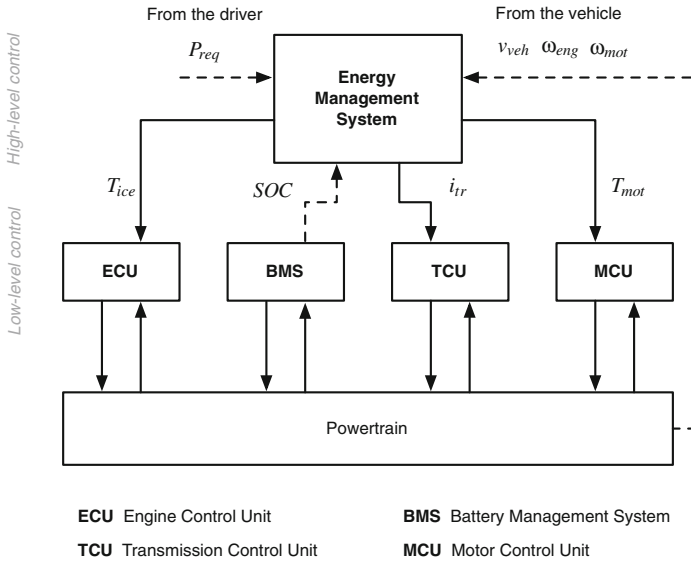 From the driver
From the vehicle
P_req
v_veh ω_eng ω_mot
Energy
Management
System
High-level control
T_ice
SOC
i_tr
T_mot
Low-level control
ECU
BMS
TCU
MCU
Powertrain
ECU Engine Control Unit
BMS Battery Management System
TCU Transmission Control Unit
MCU Motor Control Unit